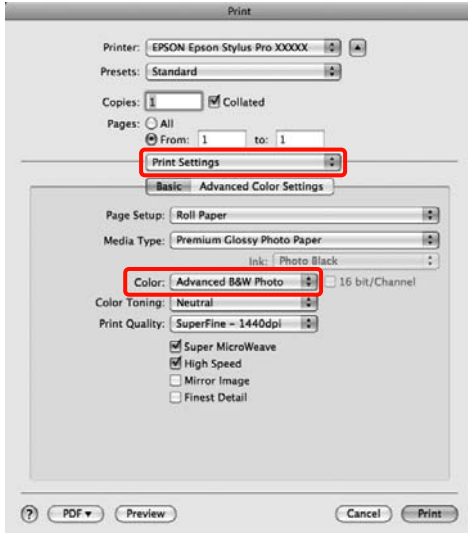 Print
Printer: EPSON Epson Stylus Pro XXXXX
Presets: Standard
Copies: 1 Collated
Pages: All
From: 1 to: 1
Print Settings
Basic Advanced Color Settings
Page Setup: Roll Paper
Media Type: Premium Glossy Photo Paper
Ink: Photo Black
Color: Advanced B&W Photo 16 bit/Channel
Color Toning: Neutral
Print Quality: SuperFine – 1440dpi
Super MicroWeave
High Speed
Mirror Image
Finest Detail
? PDF Preview Cancel Print